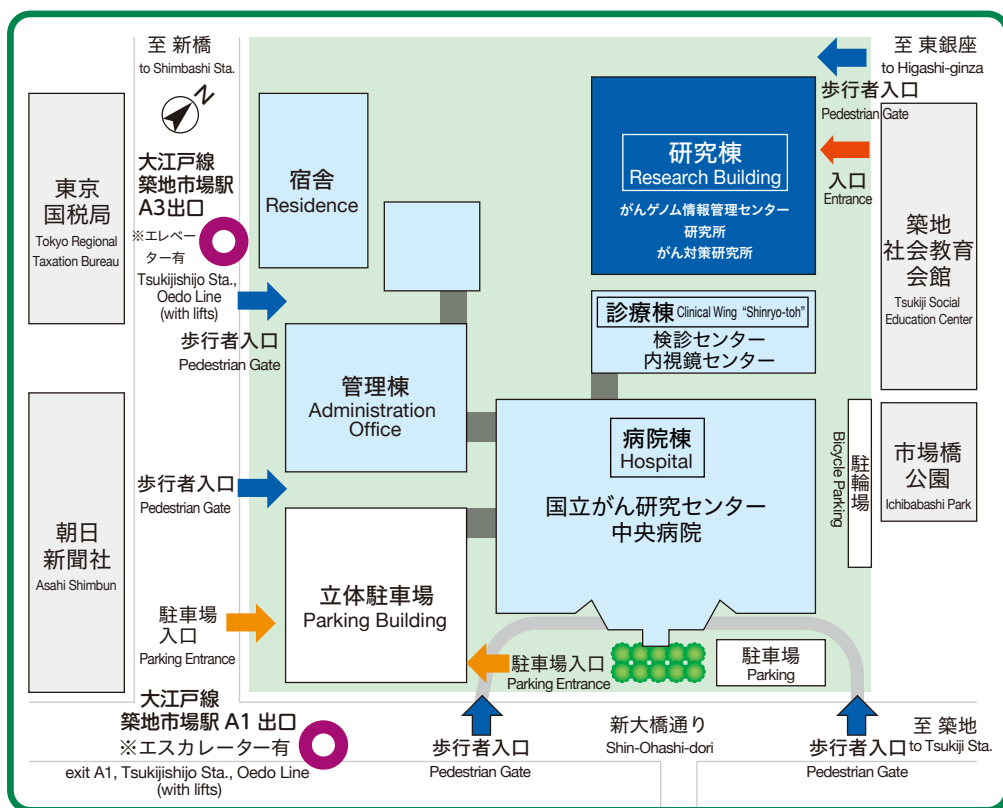 至 新橋
to Shimbashi Sta.
N
大江戸線
築地市場駅
A3出口
※エレベー
ター有
Tsukijishijo Sta.,
Oedo Line
(with lifts)
東京
国税局
Tokyo Regional
Taxation Bureau
歩行者入口
Pedestrian Gate
宿舎
Residence
管理棟
Administration
Office
研究棟
Research Building
がんゲノム情報管理センター
研究所
がん対策研究所
至 東銀座
to Higashi-ginza
歩行者入口
Pedestrian Gate
入口
Entrance
築地
社会教育
会館
Tsukiji Social
Education Center
診療棟 Clinical Wing “Shinryo-toh”
検診センター
内視鏡センター
病院棟
Hospital
国立がん研究センター
中央病院
駐輪場
Bicycle Parking
市場橋
公園
Ichibabashi Park
朝日
新聞社
Asahi Shimbun
歩行者入口
Pedestrian Gate
立体駐車場
Parking Building
駐車場
入口
Parking Entrance
駐車場入口
Parking Entrance
駐車場
Parking
大江戸線
築地市場駅 A1 出口
※エスカレーター有
exit A1, Tsukijishijo Sta., Oedo Line
(with lifts)
歩行者入口
Pedestrian Gate
新大橋通り
Shin-Ohashi-dori
歩行者入口
Pedestrian Gate
至 築地
to Tsukiji Sta.